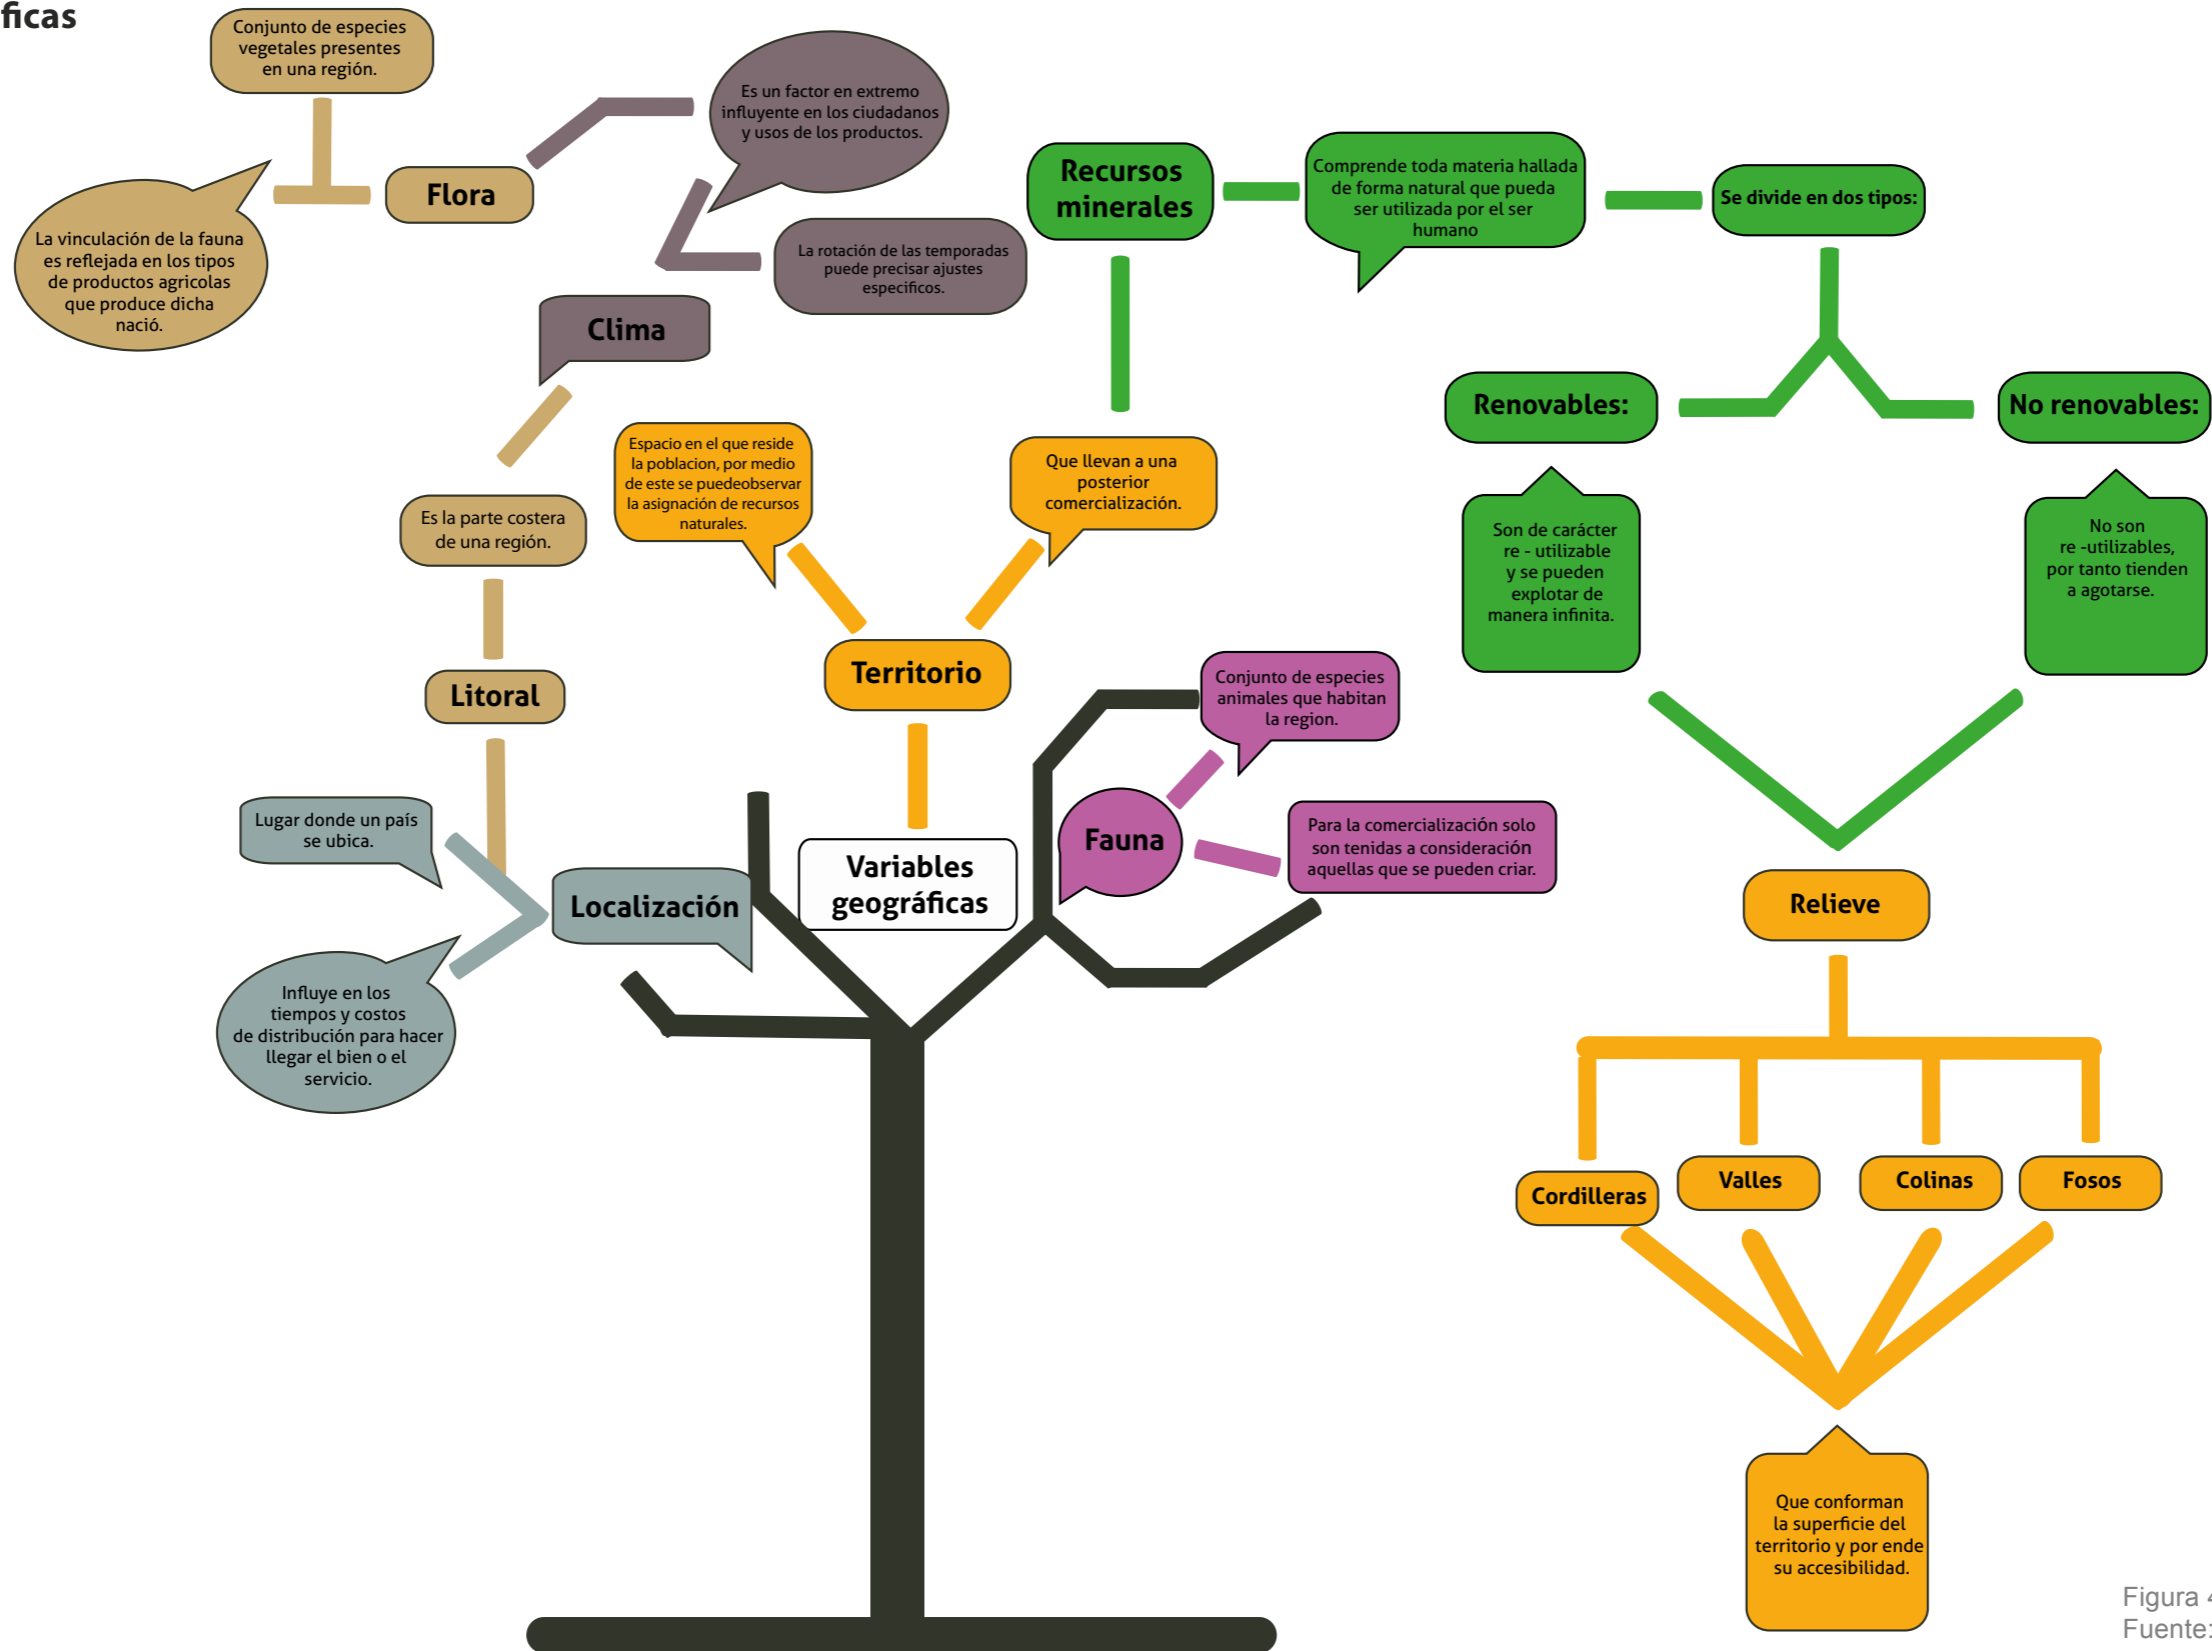 ficas
Conjunto de especies
vegetales presentes
en una región.
Flora
La vinculación de la fauna
es reflejada en los tipos
de productos agricolas
que produce dicha
nació.
Es un factor en extremo
influyente en los ciudadanos
y usos de los productos.
La rotación de las temporadas
puede precisar ajustes
especificos.
Clima
Es la parte costera
de una región.
Litoral
Lugar donde un país
se ubica.
Localización
Influye en los
tiempos y costos
de distribución para hacer
llegar el bien o el
servicio.
Espacio en el que reside
la poblacion, por medio
de este se puedeobservar
la asignación de recursos
naturales.
Que llevan a una
posterior
comercialización.
Territorio
Variables
geográficas
Conjunto de especies
animales que habitan
la region.
Fauna
Para la comercialización solo
son tenidas a consideración
aquellas que se pueden criar.
Recursos
minerales
Comprende toda materia hallada
de forma natural que pueda
ser utilizada por el ser
humano
Se divide en dos tipos:
Renovables:
No renovables:
Son de carácter
re - utilizable
y se pueden
explotar de
manera infinita.
No son
re -utilizables,
por tanto tienden
a agotarse.
Relieve
Cordilleras
Valles
Colinas
Fosos
Que conforman
la superficie del
territorio y por ende
su accesibilidad.
Figura 4
Fuente: